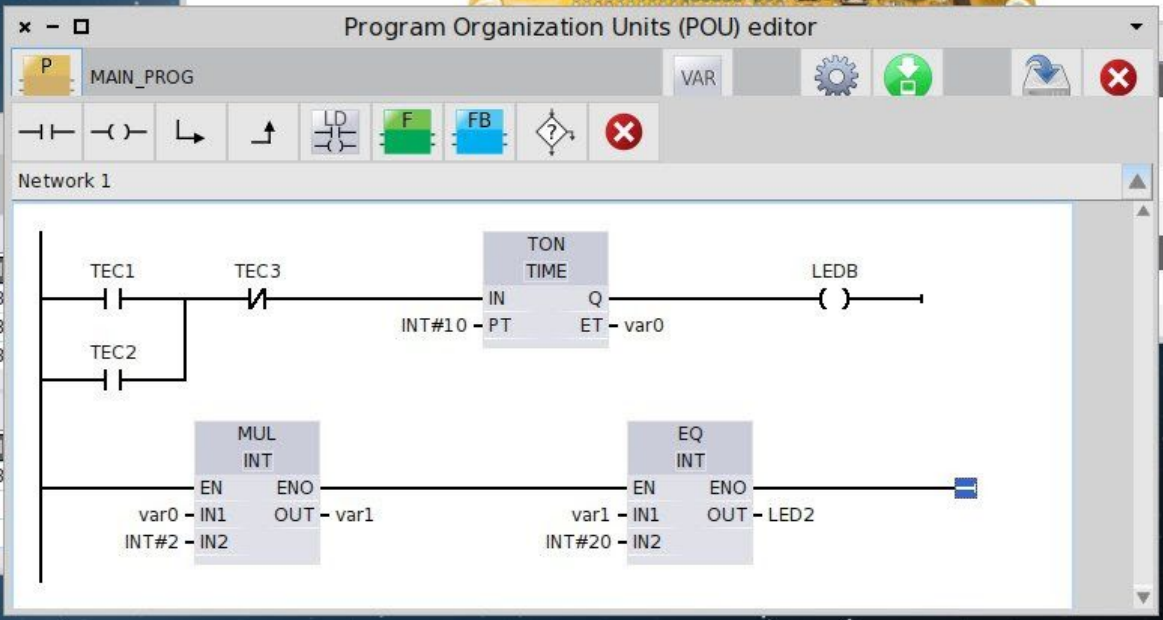 Program Organization Units (POU) editor
P
MAIN_PROG
VAR
LD
F
FB
?
Network 1
TON
TEC1
TEC3
TIME
LEDB
IN
Q
INT#10
PT
ET
var0
TEC2
MUL
EQ
INT
INT
EN
ENO
EN
ENO
var0
IN1
OUT
var1
var1
IN1
OUT
LED2
INT#2
IN2
INT#20
IN2